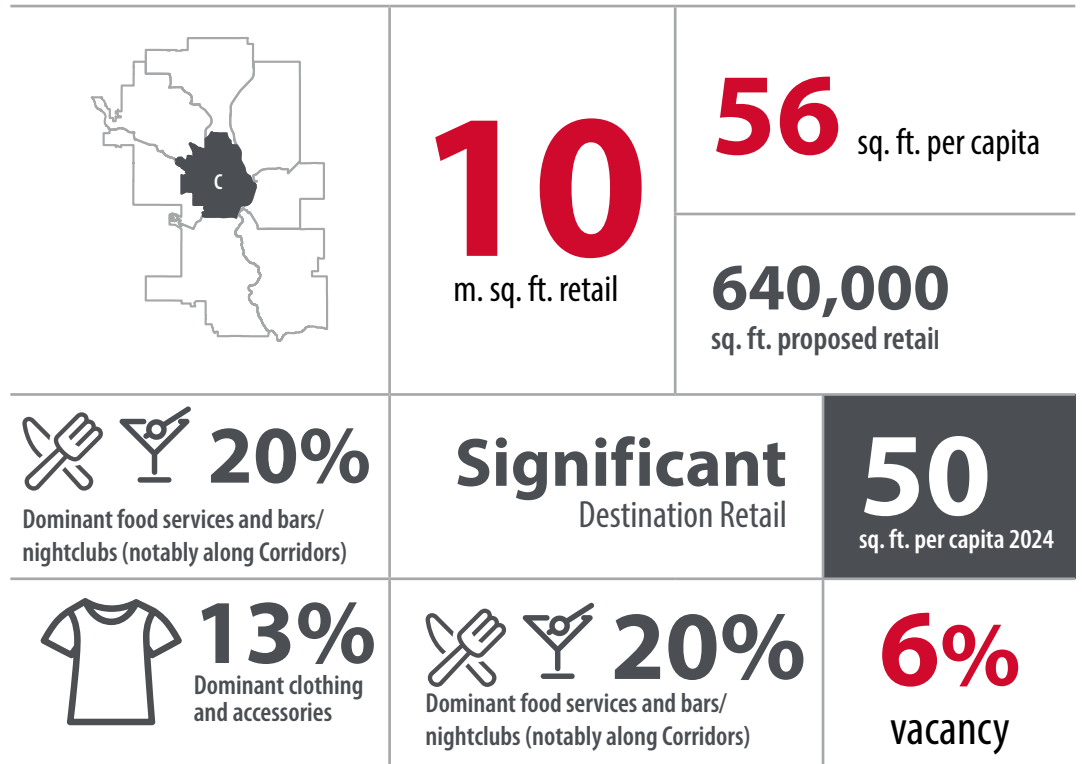 C
10
m. sq. ft. retail
56 sq. ft. per capita
640,000
sq. ft. proposed retail
20%
Dominant food services and bars/
nightclubs (notably along Corridors)
Significant
Destination Retail
50
sq. ft. per capita 2024
13%
Dominant clothing
and accessories
20%
Dominant food services and bars/
nightclubs (notably along Corridors)
6%
vacancy